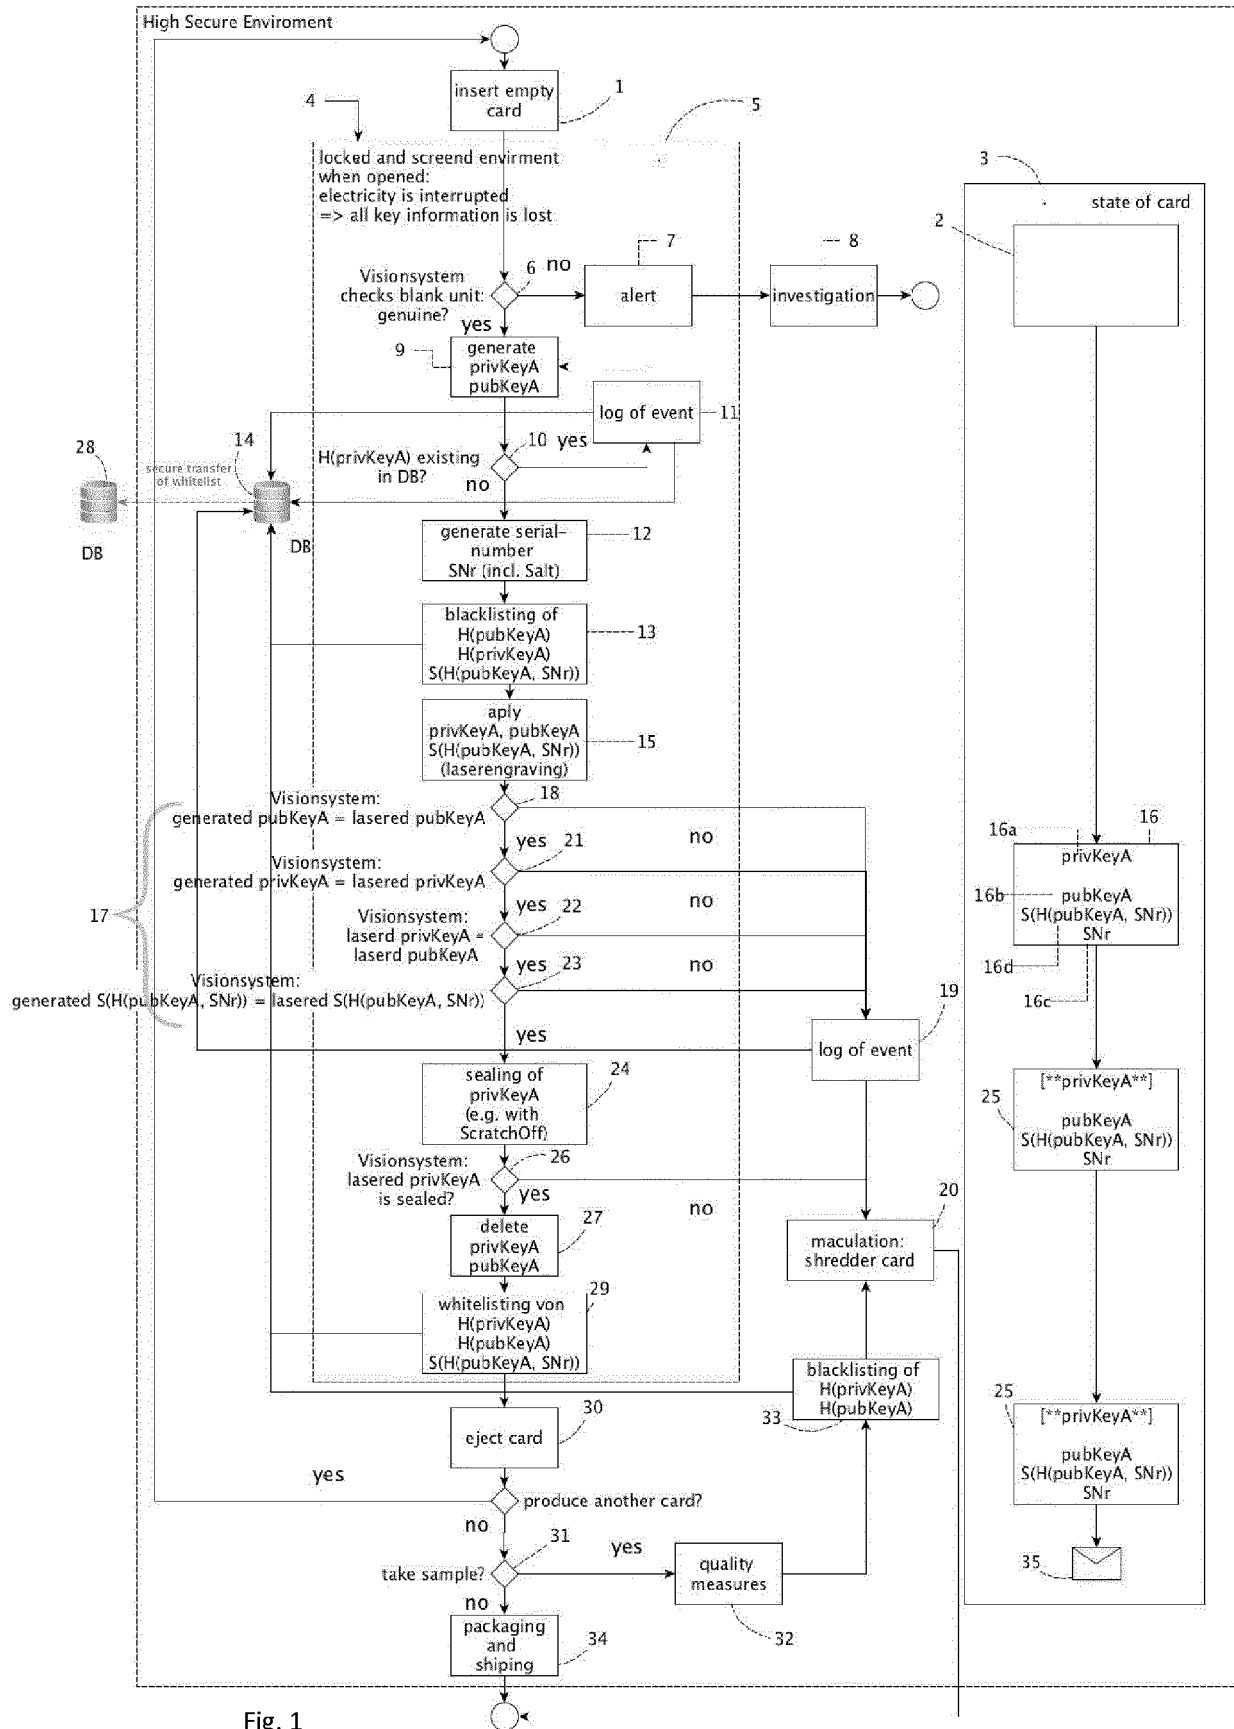 High Secure Enviroment
insert empty
card
1
4
5
locked and screend envirment
when opened:
electricity is interrupted
=> all key information is lost
3
state of card
2
Visionsystem
checks blank unit:
genuine?
6
no
7
alert
8
investigation
yes
9
generate
privKeyA
pubKeyA
log of event
11
H(privKeyA) existing
in DB?
10
yes
no
28
secure transfer
of whitelist
14
DB
DB
generate serial-
number
SNr (incl. Salt)
12
blacklisting of
H(pubKeyA)
H(privKeyA)
S(H(pubKeyA, SNr))
13
aply
privKeyA, pubKeyA
S(H(pubKeyA, SNr))
(laserengraving)
15
Visionsystem:
generated pubKeyA = lasered pubKeyA
18
yes
no
Visionsystem:
generated privKeyA = lasered privKeyA
21
yes
no
17
Visionsystem:
laserd privKeyA =
laserd pubKeyA
22
yes
no
Visionsystem:
generated S(H(pubKeyA, SNr)) = lasered S(H(pubKeyA, SNr))
23
yes
16a
16
privKeyA
16b
pubKeyA
S(H(pubKeyA, SNr))
SNr
16d
16c
19
log of event
sealing of
privKeyA
(e.g. with
ScratchOff)
24
[**privKeyA**]
25
pubKeyA
S(H(pubKeyA, SNr))
SNr
Visionsystem:
lasered privKeyA
is sealed?
26
yes
no
20
maculation:
shredder card
delete
privKeyA
pubKeyA
27
whitelisting von
H(privKeyA)
H(pubKeyA)
S(H(pubKeyA, SNr))
29
blacklisting of
H(privKeyA)
H(pubKeyA)
33
eject card
30
25
[**privKeyA**]
pubKeyA
S(H(pubKeyA, SNr))
SNr
yes
produce another card?
no
31
take sample?
yes
quality
measures
32
35
no
packaging
and
shiping
34
Fig. 1